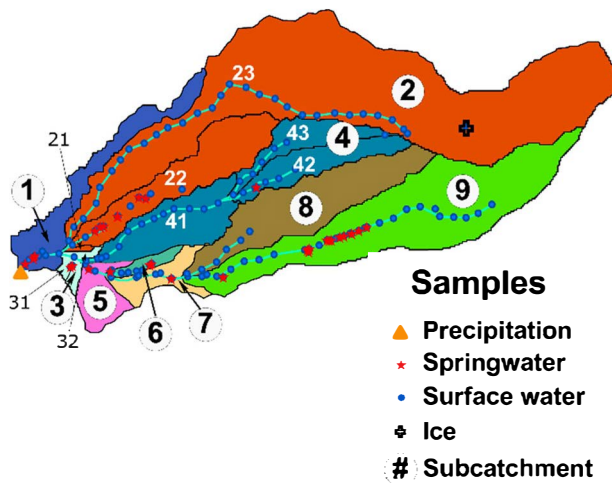 23
2
21
43
4
42
1
22
9
41
8
31
3
5
6
7
32
Samples
Precipitation
Springwater
Surface water
Ice
# Subcatchment